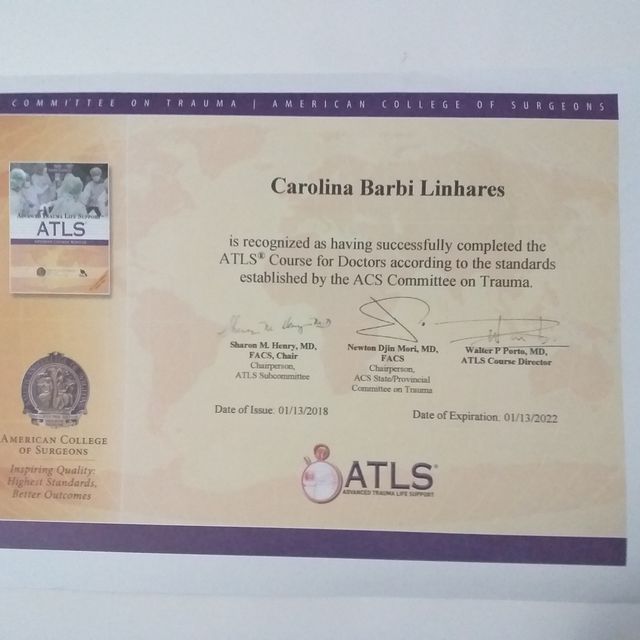 COMMITTEE ON TRAUMA | AMERICAN COLLEGE OF SURGEONS
ADVANCED TRAUMA LIFE SUPPORT
ATLS
Carolina Barbi Linhares
is recognized as having successfully completed the
ATLS® Course for Doctors according to the standards
established by the ACS Committee on Trauma.
Sharon M. Henry, MD,
FACS, Chair
Chairperson,
ATLS Subcommittee
Newton Djin Mori, MD,
FACS
Chairperson,
ACS State/Provincial
Committee on Trauma
Walter P Porto, MD,
ATLS Course Director
Date of Issue: 01/13/2018
Date of Expiration: 01/13/2022
AMERICAN COLLEGE
OF SURGEONS
Inspiring Quality:
Highest Standards,
Better Outcomes
ATLS®
ADVANCED TRAUMA LIFE SUPPORT